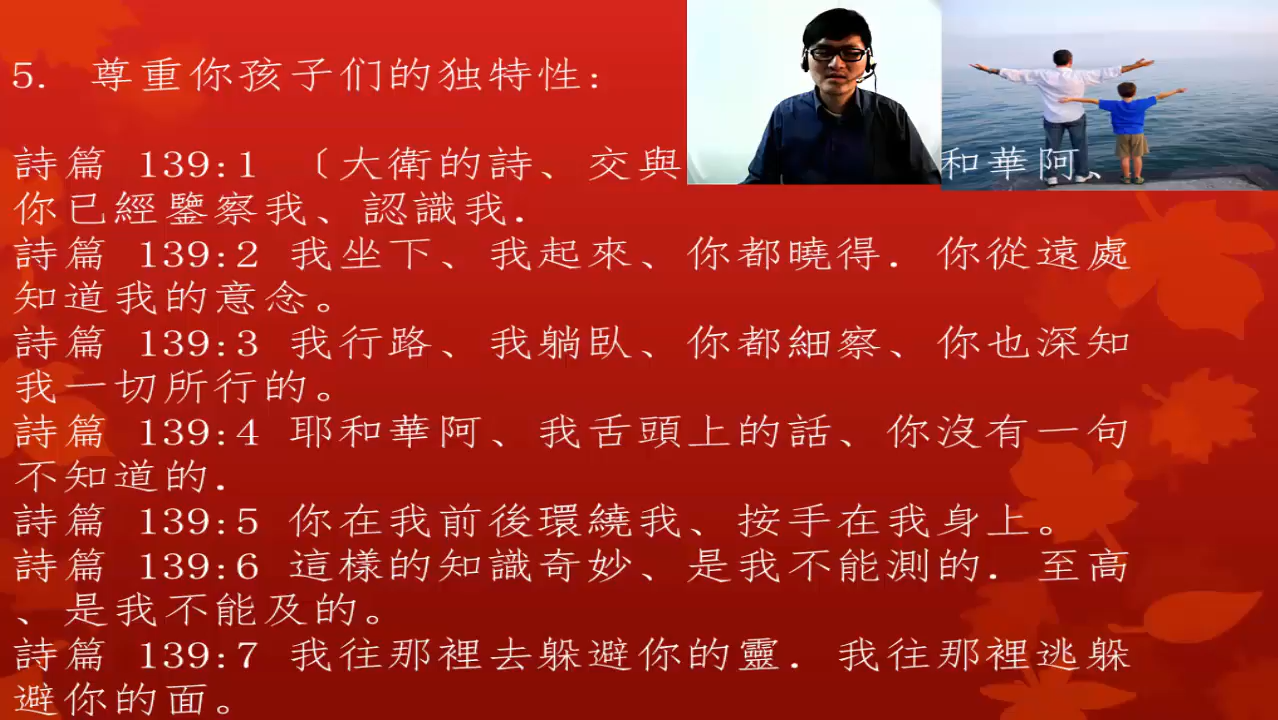 5. 尊重你孩子们的独特性:
詩篇 139:1 〔大衛的詩、交與 和華阿、
你已經鑒察我、認識我.
詩篇 139:2 我坐下、我起來、你都曉得. 你從遠處
知道我的意念。
詩篇 139:3 我行路、我躺臥、你都細察、你也深知
我一切所行的。
詩篇 139:4 耶和華阿、我舌頭上的話、你沒有一句
不知道的.
詩篇 139:5 你在我前後環繞我、按手在我身上。
詩篇 139:6 這樣的知識奇妙、是我不能測的. 至高
、是我不能及的。
詩篇 139:7 我往那裡去躲避你的靈. 我往那裡逃躲
避你的面。